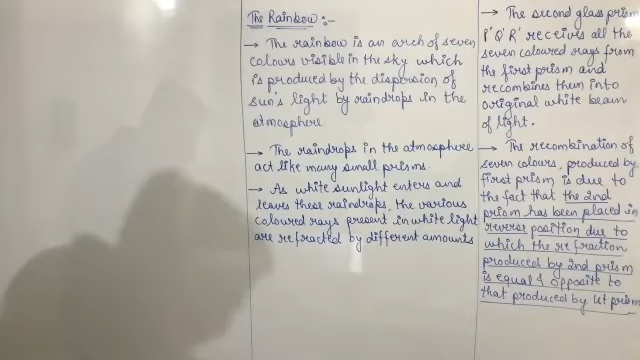 The Rainbow :-
→ The rainbow is an arch of seven
colours visible in the sky which
is produced by the dispersion of
sun's light by raindrops in the
atmosphere
→ The raindrops in the atmosphere
act like many small prisms.
→ As white sunlight enters and
leaves these raindrops, the various
coloured rays present in white light
are refracted by different amounts
→ The second glass prism
P'Q'R' receives all the
seven coloured rays from
the first prism and
recombines them into
original white beam
of light.
→ The recombination of
seven colours, produced by
first prism is due to
the fact that the 2nd
prism has been placed in
reverse position due to
which the refraction
produced by 2nd prism
is equal & opposite to
that produced by 1st prism